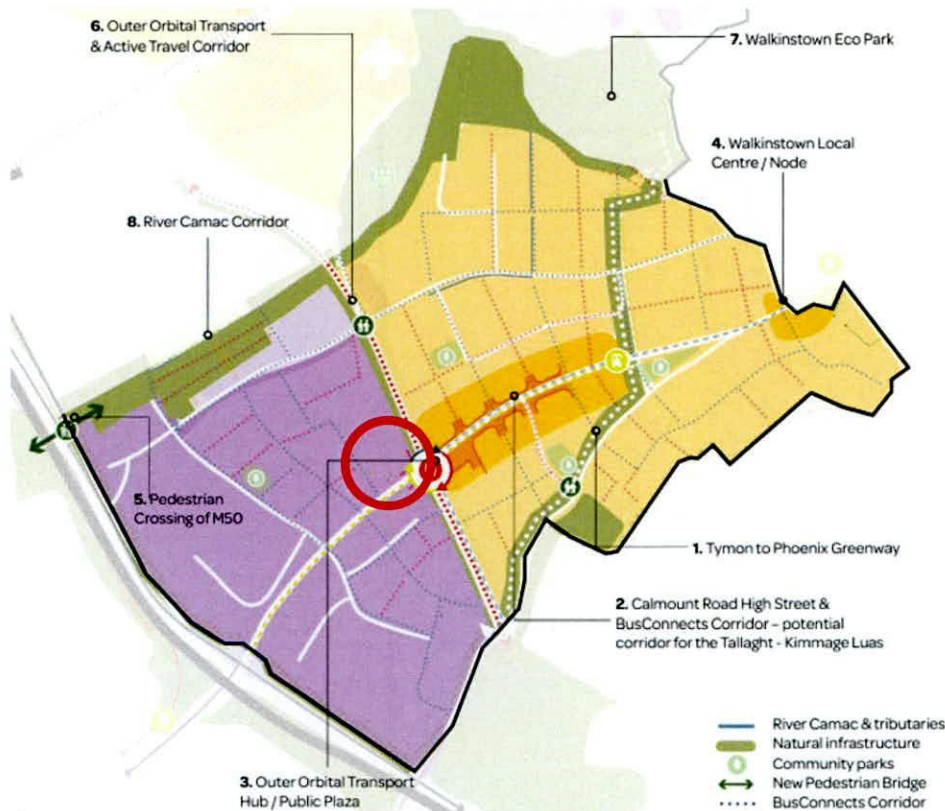 6. Outer Orbital Transport
& Active Travel Corridor
7. Walkinstown Eco Park
4. Walkinstown Local
Centre / Node
8. River Camac Corridor
5. Pedestrian
Crossing of M50
1. Tymon to Phoenix Greenway
2. Calmount Road High Street &
BusConnects Corridor – potential
corridor for the Tallaght - Kimmage Luas
3. Outer Orbital Transport
Hub / Public Plaza
River Camac & tributaries
Natural infrastructure
Community parks
New Pedestrian Bridge
BusConnects Corridor